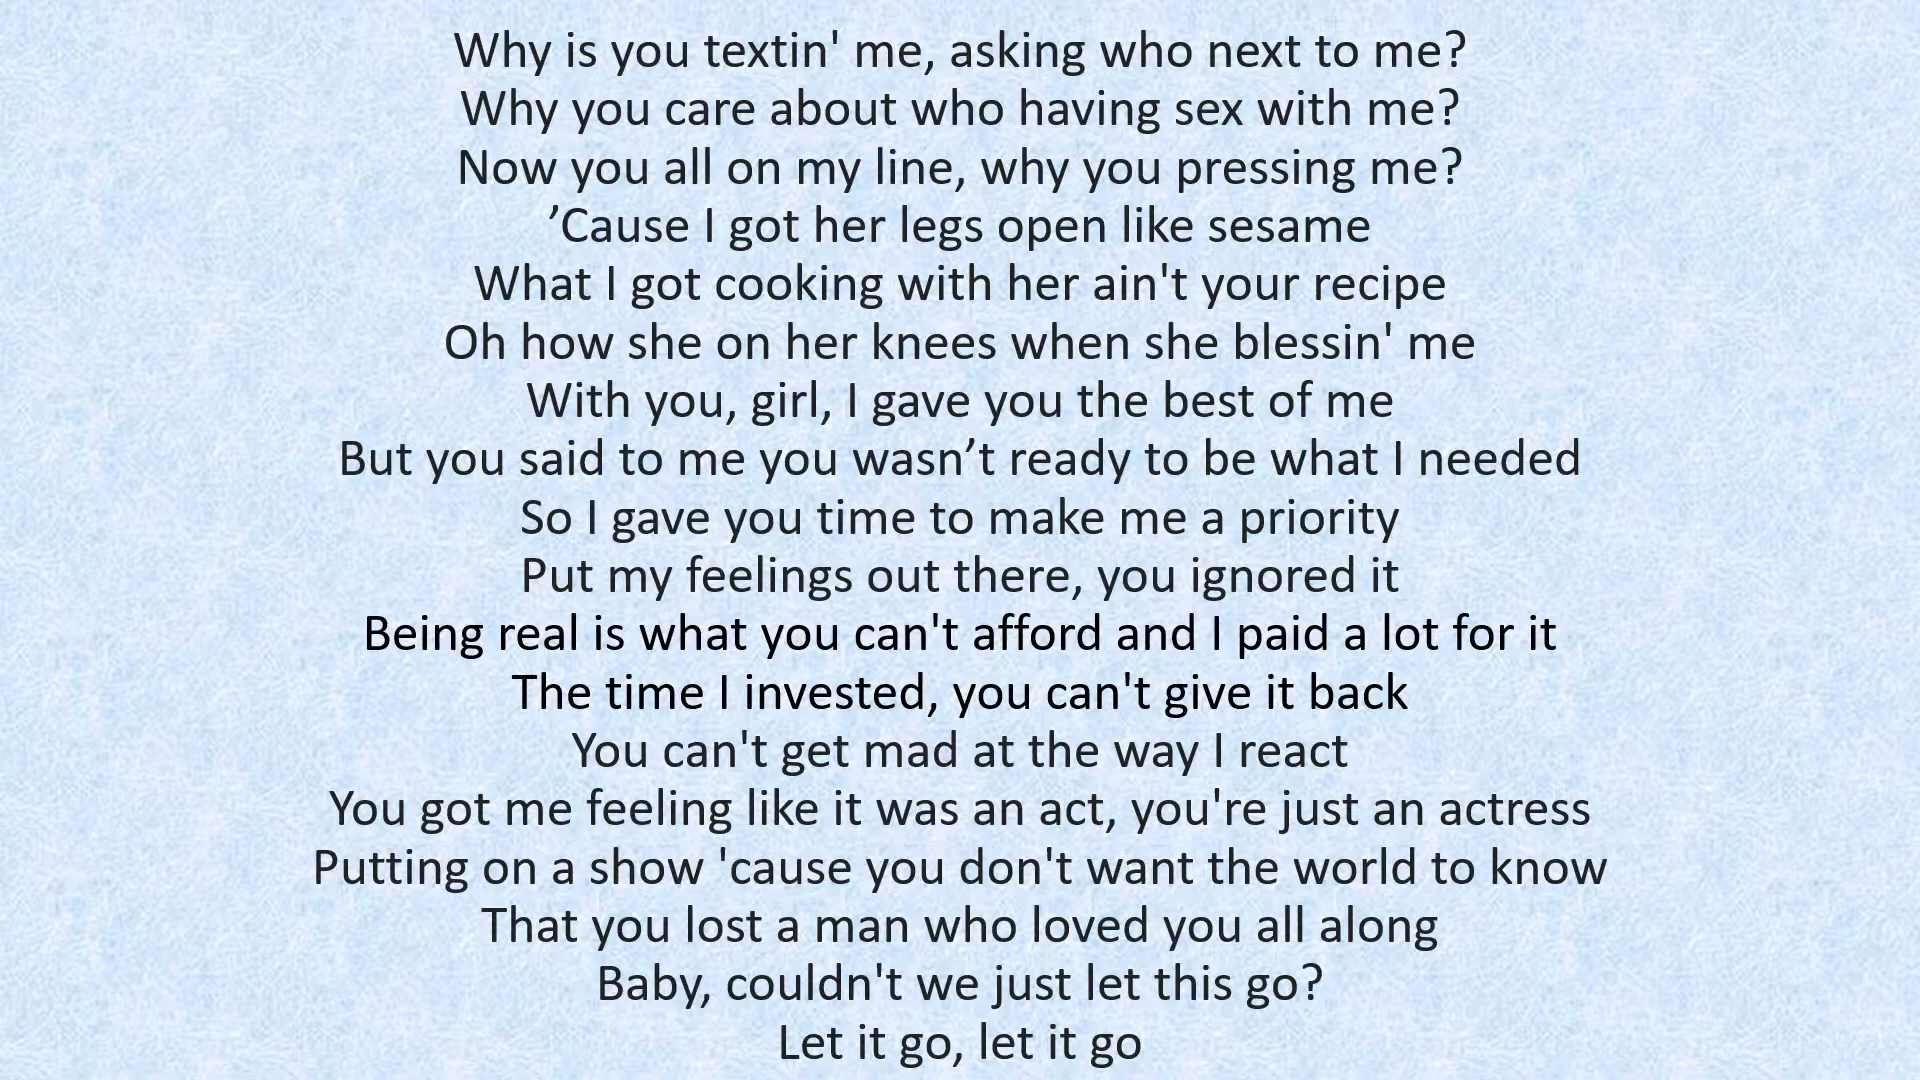 Why is you textin' me, asking who next to me?
Why you care about who having sex with me?
Now you all on my line, why you pressing me?
’Cause I got her legs open like sesame
What I got cooking with her ain't your recipe
Oh how she on her knees when she blessin' me
With you, girl, I gave you the best of me
But you said to me you wasn’t ready to be what I needed
So I gave you time to make me a priority
Put my feelings out there, you ignored it
Being real is what you can't afford and I paid a lot for it
The time I invested, you can't give it back
You can't get mad at the way I react
You got me feeling like it was an act, you're just an actress
Putting on a show 'cause you don't want the world to know
That you lost a man who loved you all along
Baby, couldn't we just let this go?
Let it go, let it go